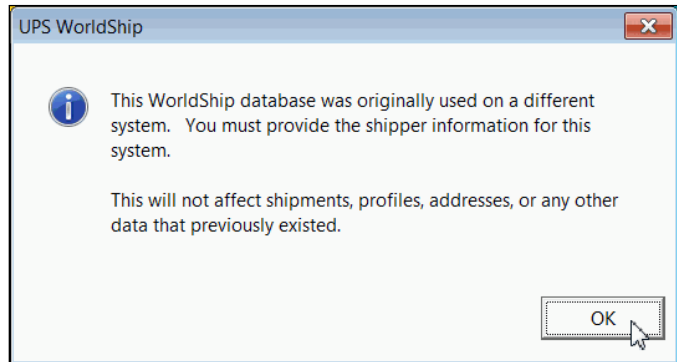 UPS WorldShip
This WorldShip database was originally used on a different
system.   You must provide the shipper information for this
system.
This will not affect shipments, profiles, addresses, or any other
data that previously existed.
OK